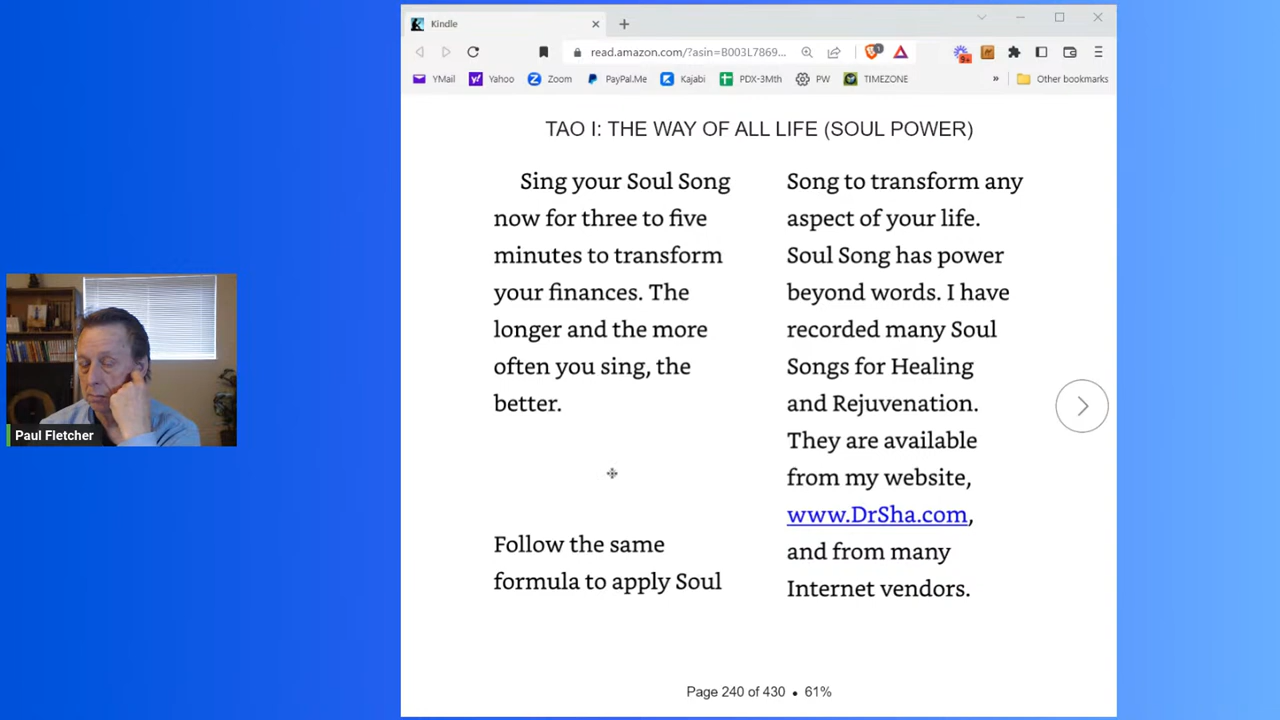 Kindle
read.amazon.com/?asin=B003L7869...
1
9+
YMail
Yahoo
Zoom
PayPal.Me
Kajabi
PDX-3Mth
PW
TIMEZONE
»
Other bookmarks
TAO I: THE WAY OF ALL LIFE (SOUL POWER)
Sing your Soul Song
now for three to five
minutes to transform
your finances. The
longer and the more
often you sing, the
better.
Follow the same
formula to apply Soul
Song to transform any
aspect of your life.
Soul Song has power
beyond words. I have
recorded many Soul
Songs for Healing
and Rejuvenation.
They are available
from my website,
www.DrSha.com,
and from many
Internet vendors.
Page 240 of 430 • 61%
Paul Fletcher